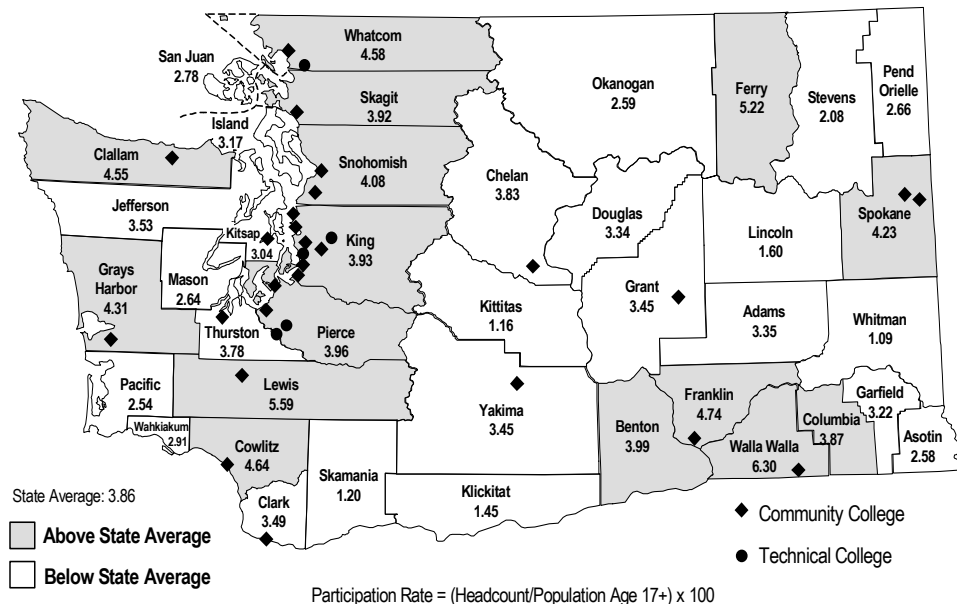 Whatcom
4.58
San Juan
2.78
Skagit
3.92
Island
3.17
Okanogan
2.59
Ferry
5.22
Stevens
2.08
Pend
Orielle
2.66
Clallam
4.55
Snohomish
4.08
Chelan
3.83
Jefferson
3.53
Douglas
3.34
Spokane
4.23
Lincoln
1.60
Kitsap
3.04
King
3.93
Grays
Harbor
4.31
Mason
2.64
Grant
3.45
Kittitas
1.16
Adams
3.35
Whitman
1.09
Thurston
3.78
Pierce
3.96
Pacific
2.54
Lewis
5.59
Yakima
3.45
Franklin
4.74
Garfield
3.22
Benton
3.99
Columbia
3.87
Walla Walla
6.30
Asotin
2.58
Wahkiakum
2.91
Cowlitz
4.64
Skamania
1.20
Klickitat
1.45
Clark
3.49
State Average: 3.86
Above State Average
Below State Average
Community College
Technical College
Participation Rate = (Headcount/Population Age 17+) x 100